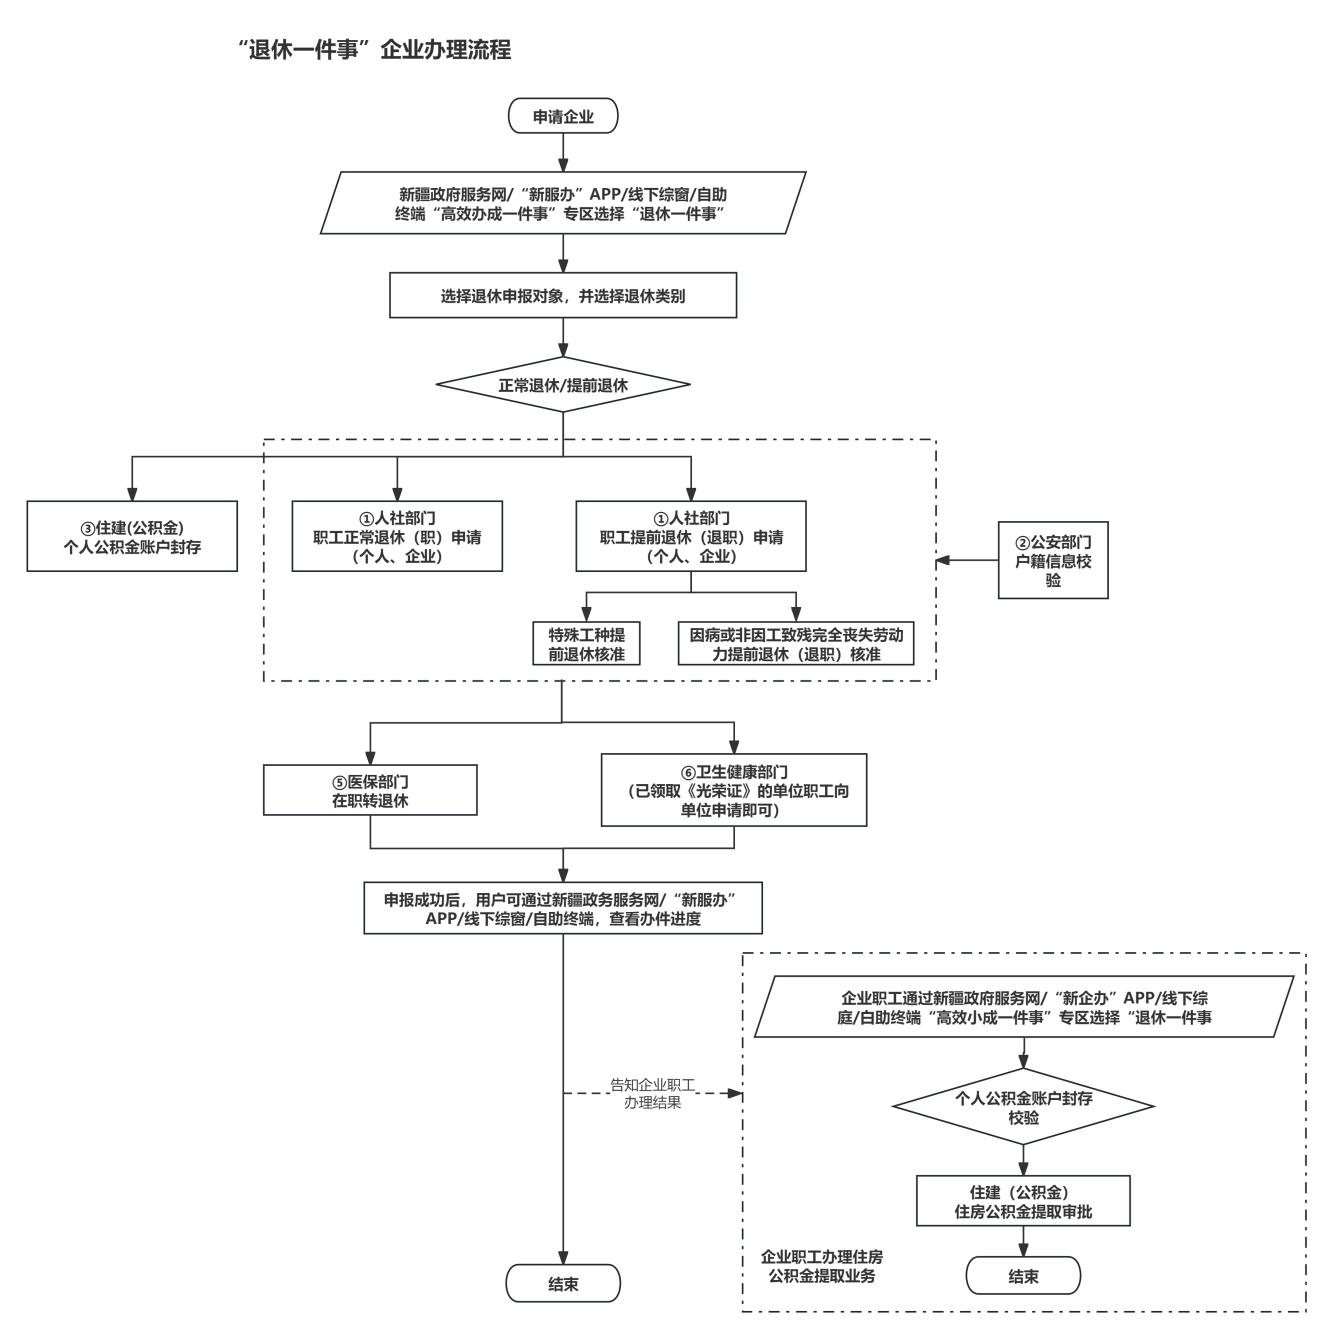 “退休一件事”企业办理流程
申请企业
新疆政府服务网/“新服办”APP/线下综窗/自助
终端“高效办成一件事”专区选择“退休一件事”
选择退休申报对象，并选择退休类别
正常退休/提前退休
③住建(公积金)
个人公积金账户封存
①人社部门
职工正常退休（职）申请
（个人、企业）
①人社部门
职工提前退休（退职）申请
（个人、企业）
②公安部门
户籍信息校
验
特殊工种提
前退休核准
因病或非因工致残完全丧失劳动
力提前退休（退职）核准
⑤医保部门
在职转退休
⑥卫生健康部门
（已领取《光荣证》的单位职工向
单位申请即可）
申报成功后，用户可通过新疆政务服务网/“新服办”
APP/线下综窗/自助终端，查看办件进度
企业职工通过新疆政府服务网/“新企办”APP/线下综
庭/白助终端“高效小成一件事”专区选择“退休一件事
告知企业职工
办理结果
个人公积金账户封存
校验
住建（公积金）
住房公积金提取审批
企业职工办理住房
公积金提取业务
结束
结束